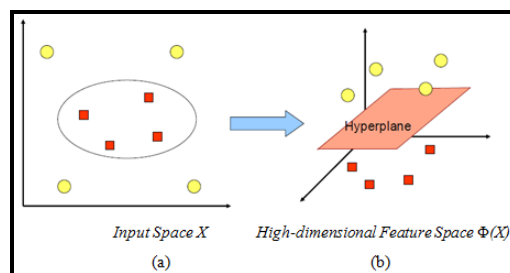 Hyperplane
Input Space X
High-dimensional Feature Space Φ(X)
(a)
(b)